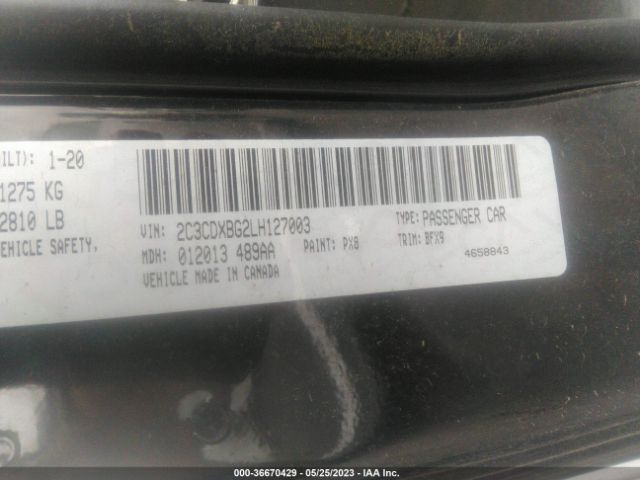 ILT): 1-20
1275 KG
2810 LB
VEHICLE SAFETY,
VIN: 2C3CDXBG2LH127003
TYPE: PASSENGER CAR
MDH: 012013 489AA
PAINT: PX8
TRIM: BFX9
VEHICLE MADE IN CANADA
4658843
000-36670429 — 05/25/2023 — IAA Inc.